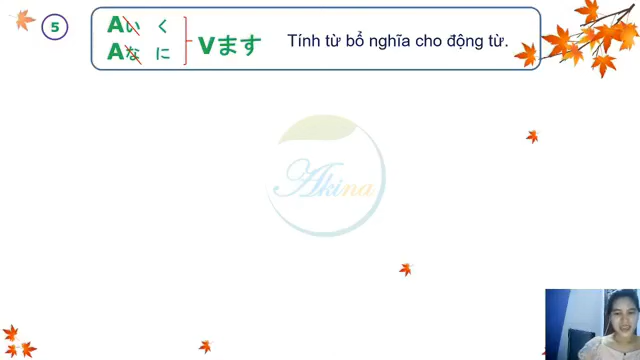 5
Aい く
Aな に
Vます
Tính từ bổ nghĩa cho động từ.
Akina